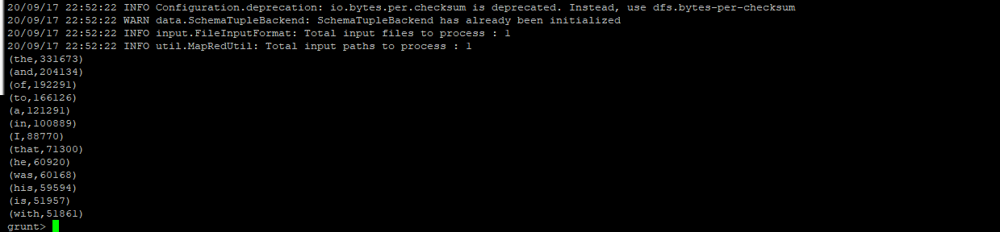 20/09/17 22:52:22 INFO Configuration.deprecation: io.bytes.per.checksum is deprecated. Instead, use dfs.bytes-per-checksum
20/09/17 22:52:22 WARN data.SchemaTupleBackend: SchemaTupleBackend has already been initialized
20/09/17 22:52:22 INFO input.FileInputFormat: Total input files to process : 1
20/09/17 22:52:22 INFO util.MapRedUtil: Total input paths to process : 1
(the,331673)
(and,204134)
(of,192291)
(to,166126)
(a,121291)
(in,100889)
(I,88770)
(that,71300)
(he,60920)
(was,60168)
(his,59594)
(is,51957)
(with,51861)
grunt>